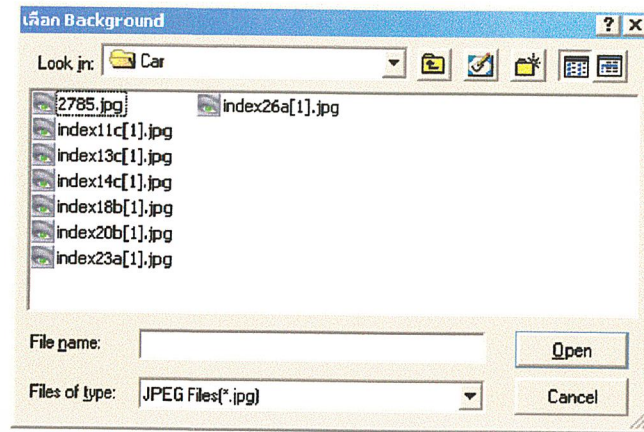 เลือก Background
Look in: Car
2785.jpg
index11c[1].jpg
index13c[1].jpg
index14c[1].jpg
index18b[1].jpg
index20b[1].jpg
index23a[1].jpg
index26a[1].jpg
File name:
Open
Files of type: JPEG Files(*.jpg)
Cancel